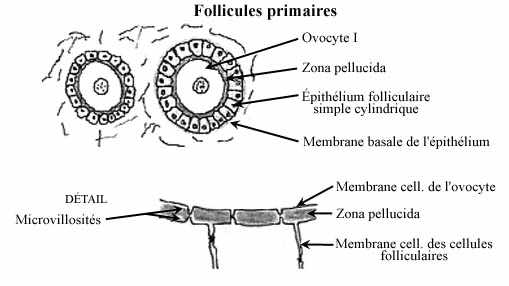 Follicules primaires
Ovocyte I
Zona pellucida
Épithélium folliculaire
simple cylindrique
Membrane basale de l'épithélium
DÉTAIL
Microvillosités
Membrane cell. de l'ovocyte
Zona pellucida
Membrane cell. des cellules
folliculaires